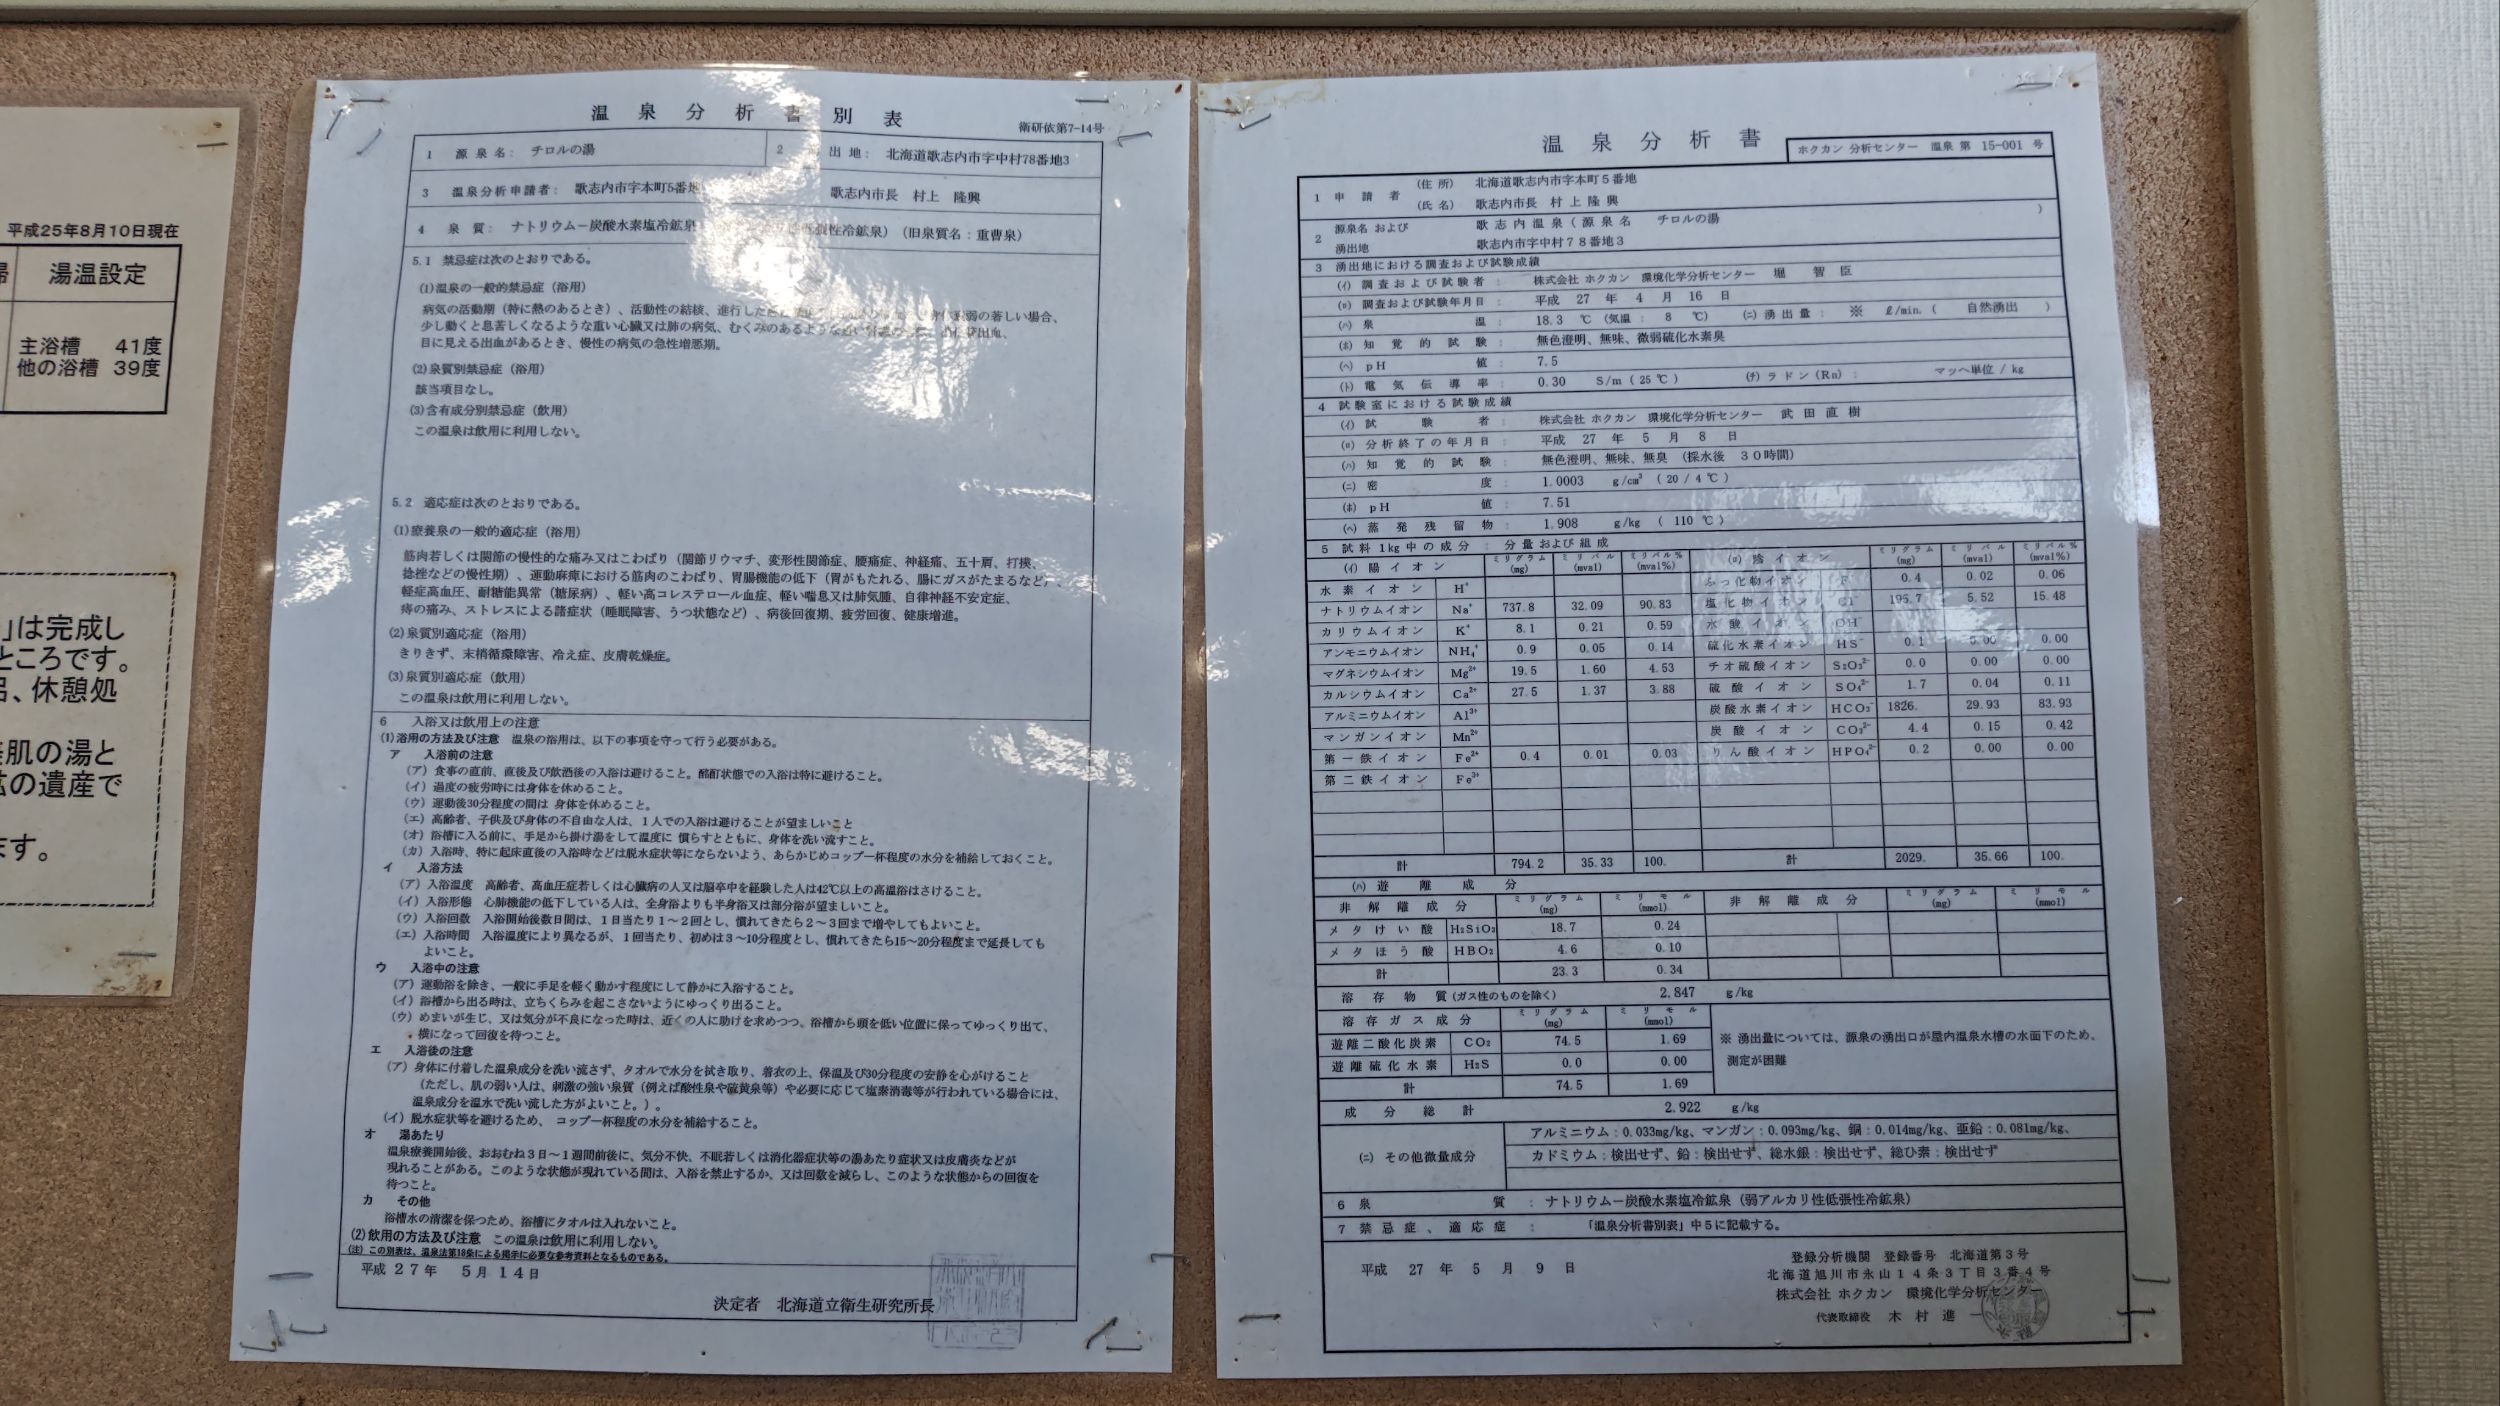 平成25年8月10日現在
湯温設定
主浴槽 41度
他の浴槽 39度
」は完成し
ところです。
、休憩処
肌の湯と
の遺産で
ます。
温泉分析書別表
衛研依第7-14号
1 源泉名: チロルの湯
2 出地: 北海道歌志内市字中村78番地3
3 温泉分析申請者: 歌志内市字本町5番地 歌志内市長 村上 隆興
4 泉質: ナトリウムー炭酸水素塩冷鉱泉 張性冷鉱泉)(旧泉質名:重曹泉)
5.1 禁忌症は次のとおりである。
(1)温泉の一般的禁忌症(浴用)
病気の活動期(特に熱のあるとき)、活動性の結核、進行した 衰弱の著しい場合、
少し動くと息苦しくなるような重い心臓又は肺の病気、むくみのあるような 出血、
目に見える出血があるとき、慢性の病気の急性増悪期。
(2)泉質別禁忌症(浴用)
該当項目なし。
(3)含有成分別禁忌症(飲用)
この温泉は飲用に利用しない。
5.2 適応症は次のとおりである。
(1)療養泉の一般的適応症(浴用)
筋肉若しくは関節の慢性的な痛み又はこわばり(関節リウマチ、変形性関節症、腰痛症、神経痛、五十肩、打撲、
捻挫などの慢性期)、運動麻痺における筋肉のこわばり、胃腸機能の低下(胃がもたれる、腸にガスがたまるなど)、
軽症高血圧、耐糖能異常(糖尿病)、軽い高コレステロール血症、軽い喘息又は肺気腫、自律神経不安定症、
痔の痛み、ストレスによる諸症状(睡眠障害、うつ状態など)、病後回復期、疲労回復、健康増進。
(2)泉質別適応症(浴用)
きりきず、末梢循環障害、冷え症、皮膚乾燥症。
(3)泉質別適応症(飲用)
この温泉は飲用に利用しない。
6 入浴又は飲用上の注意
(1)浴用の方法及び注意 温泉の浴用は、以下の事項を守って行う必要がある。
ア 入浴前の注意
(ア)食事の直前、直後及び飲酒後の入浴は避けること。酩酊状態での入浴は特に避けること。
(イ)過度の疲労時には身体を休めること。
(ウ)運動後30分程度の間は 身体を休めること。
(エ)高齢者、子供及び身体の不自由な人は、1人での入浴は避けることが望ましいこと
(オ)浴槽に入る前に、手足から掛け湯をして温度に 慣らすとともに、身体を洗い流すこと。
(カ)入浴時、特に起床直後の入浴時などは脱水症状等にならないよう、あらかじめコップ一杯程度の水分を補給しておくこと。
イ 入浴方法
(ア)入浴温度 高齢者、高血圧症若しくは心臓病の人又は脳卒中を経験した人は42℃以上の高温浴はさけること。
(イ)入浴形態 心肺機能の低下している人は、全身浴よりも半身浴又は部分浴が望ましいこと。
(ウ)入浴回数 入浴開始後数日間は、1日当たり1~2回とし、慣れてきたら2~3回まで増やしてもよいこと。
(エ)入浴時間 入浴温度により異なるが、1回当たり、初めは3~10分程度とし、慣れてきたら15~20分程度まで延長しても
よいこと。
ウ 入浴中の注意
(ア)運動浴を除き、一般に手足を軽く動かす程度にして静かに入浴すること。
(イ)浴槽から出る時は、立ちくらみを起こさないようにゆっくり出ること。
(ウ)めまいが生じ、又は気分が不良になった時は、近くの人に助けを求めつつ、浴槽から頭を低い位置に保ってゆっくり出て、
横になって回復を待つこと。
エ 入浴後の注意
(ア)身体に付着した温泉成分を洗い流さず、タオルで水分を拭き取り、着衣の上、保温及び30分程度の安静を心がけること
(ただし、肌の弱い人は、刺激の強い泉質(例えば酸性泉や硫黄泉等)や必要に応じて塩素消毒等が行われている場合には、
温泉成分を温水で洗い流した方がよいこと。)。
(イ)脱水症状等を避けるため、 コップ一杯程度の水分を補給すること。
オ 湯あたり
温泉療養開始後、おおむね3日~1週間前後に、気分不快、不眠若しくは消化器症状等の湯あたり症状又は皮膚炎などが
現れることがある。このような状態が現れている間は、入浴を禁止するか、又は回数を減らし、このような状態からの回復を
待つこと。
カ その他
浴槽水の清潔を保つため、浴槽にタオルは入れないこと。
(2)飲用の方法及び注意 この温泉は飲用に利用しない。
(注)この別表は、温泉法第18条による掲示に必要な参考資料となるものである。
平成27年 5月14日
決定者 北海道立衛生研究所長
温泉分析書
ホクカン 分析センター 温泉 第 15-001 号
1 申請者 (住所) 北海道歌志内市字本町5番地
(氏名) 歌志内市長 村上隆興
2 源泉名 および 歌志内温泉(源泉名 チロルの湯 )
湧出地 歌志内市字中村78番地3
3 湧出地における調査および試験成績
(イ) 調査および試験者 : 株式会社 ホクカン 環境化学分析センター 堀 智臣
(ロ) 調査および試験年月日 : 平成 27 年 4 月 16 日
(ハ) 泉温 : 18.3 ℃ (気温 : 8 ℃) (ニ) 湧出量 : ※ ℓ/min. ( 自然湧出 )
(ホ) 知覚的試験 : 無色澄明、無味、微弱硫化水素臭
(ヘ) pH値 : 7.5
(ト) 電気伝導率 : 0.30 S/m (25℃) (チ) ラドン(Rn) : マッヘ単位 / kg
4 試験室における試験成績
(イ) 試験者 : 株式会社 ホクカン 環境化学分析センター 武田直樹
(ロ) 分析終了の年月日 : 平成 27 年 5 月 8 日
(ハ) 知覚的試験 : 無色澄明、無味、無臭 (採水後 30時間)
(ニ) 密度 : 1.0003 g/cm³ (20/4℃)
(ホ) pH値 : 7.51
(ヘ) 蒸発残留物 : 1.908 g/kg ( 110 ℃)
5 試料1kg中の成分 : 分量および組成
(イ) 陽イオン ミリグラム(mg) ミリバル(mval) ミリバル%(mval%) (ロ) 陰イオン ミリグラム(mg) ミリバル(mval) ミリバル%(mval%)
水素イオン H⁺ ふっ化物イオン F⁻ 0.4 0.02 0.06
ナトリウムイオン Na⁺ 737.8 32.09 90.83 塩化物イオン Cl⁻ 195.7 5.52 15.48
カリウムイオン K⁺ 8.1 0.21 0.59 水酸イオン OH⁻
アンモニウムイオン NH₄⁺ 0.9 0.05 0.14 硫化水素イオン HS⁻ 0.1 0.00 0.00
マグネシウムイオン Mg²⁺ 19.5 1.60 4.53 チオ硫酸イオン S₂O₃²⁻ 0.0 0.00 0.00
カルシウムイオン Ca²⁺ 27.5 1.37 3.88 硫酸イオン SO₄²⁻ 1.7 0.04 0.11
アルミニウムイオン Al³⁺ 炭酸水素イオン HCO₃⁻ 1826. 29.93 83.93
マンガンイオン Mn²⁺ 炭酸イオン CO₃²⁻ 4.4 0.15 0.42
第一鉄イオン Fe²⁺ 0.4 0.01 0.03 りん酸イオン HPO₄²⁻ 0.2 0.00 0.00
第二鉄イオン Fe³⁺
計 794.2 35.33 100. 計 2029. 35.66 100.
(ハ) 遊離成分
非解離成分 ミリグラム(mg) ミリモル(mmol) 非解離成分 ミリグラム(mg) ミリモル(mmol)
メタけい酸 H₂SiO₃ 18.7 0.24
メタほう酸 HBO₂ 4.6 0.10
計 23.3 0.34
溶存物質(ガス性のものを除く) 2.847 g/kg
溶存ガス成分 ミリグラム(mg) ミリモル(mmol)
遊離二酸化炭素 CO₂ 74.5 1.69
遊離硫化水素 H₂S 0.0 0.00
計 74.5 1.69
※ 湧出量については、源泉の湧出口が屋内温泉水槽の水面下のため、
測定が困難
成分総計 2.922 g/kg
(ニ) その他微量成分
アルミニウム:0.033mg/kg、マンガン:0.093mg/kg、銅:0.014mg/kg、亜鉛:0.081mg/kg、
カドミウム:検出せず、鉛:検出せず、総水銀:検出せず、総ひ素:検出せず
6 泉質 : ナトリウムー炭酸水素塩冷鉱泉(弱アルカリ性低張性冷鉱泉)
7 禁忌症、適応症 : 「温泉分析書別表」中5に記載する。
平成 27 年 5 月 9 日
登録分析機関 登録番号 北海道第3号
北海道旭川市永山14条3丁目3番4号
株式会社 ホクカン 環境化学分析センター
代表取締役 木村進一